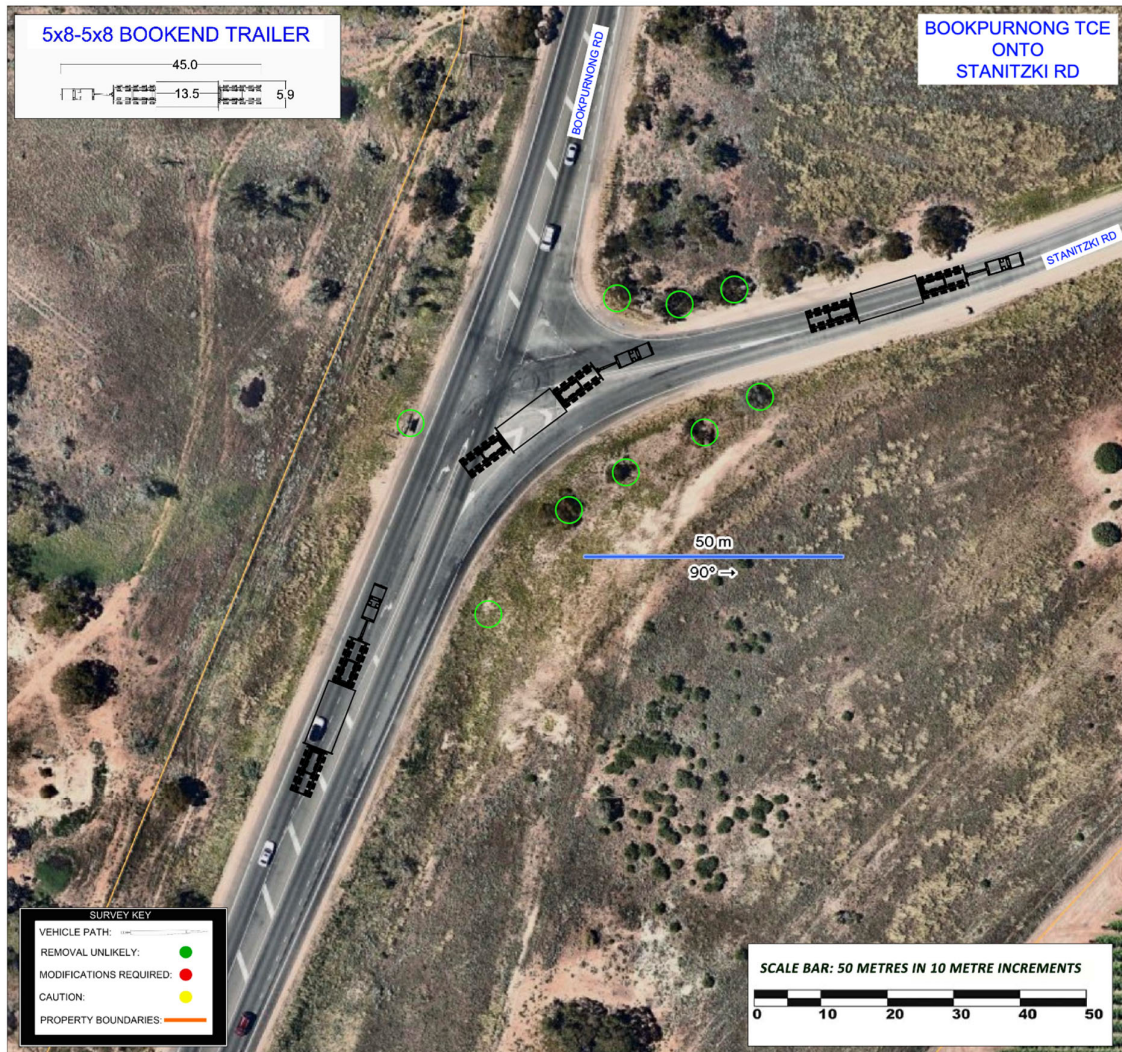 5x8-5x8 BOOKEND TRAILER
45.0
13.5
5.9
BOOKPURNONG TCE
ONTO
STANITZKI RD
BOOKPURNONG RD
STANITZKI RD
50 m
90° →
SURVEY KEY
VEHICLE PATH:
REMOVAL UNLIKELY:
MODIFICATIONS REQUIRED:
CAUTION:
PROPERTY BOUNDARIES:
SCALE BAR: 50 METRES IN 10 METRE INCREMENTS
0 10 20 30 40 50